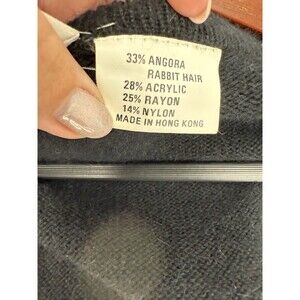 33% ANGORA
RABBIT HAIR
28% ACRYLIC
25% RAYON
14% NYLON
MADE IN HONG KONG